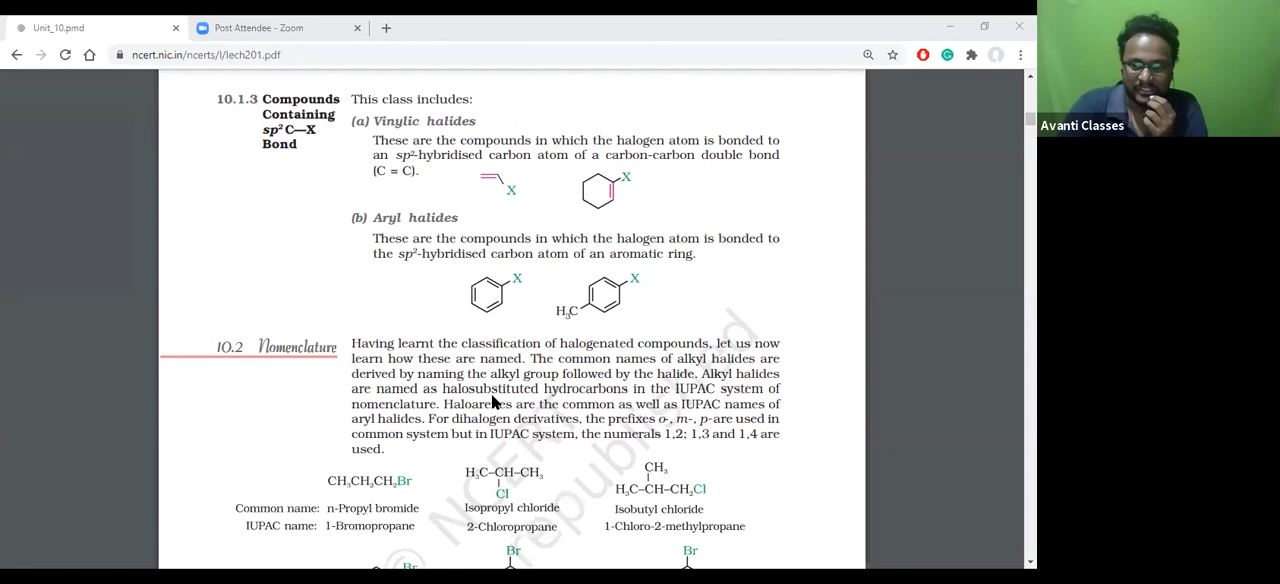 Unit_10.pmd
Post Attendee - Zoom
ncert.nic.in/ncerts/l/lech201.pdf
Avanti Classes
10.1.3 Compounds
Containing
sp² C—X
Bond
This class includes:
(a) Vinylic halides
These are the compounds in which the halogen atom is bonded to
an sp²-hybridised carbon atom of a carbon-carbon double bond
(C = C).
X
X
(b) Aryl halides
These are the compounds in which the halogen atom is bonded to
the sp²-hybridised carbon atom of an aromatic ring.
X
X
H₃C
10.2 Nomenclature
Having learnt the classification of halogenated compounds, let us now
learn how these are named. The common names of alkyl halides are
derived by naming the alkyl group followed by the halide. Alkyl halides
are named as halosubstituted hydrocarbons in the IUPAC system of
nomenclature. Haloarenes are the common as well as IUPAC names of
aryl halides. For dihalogen derivatives, the prefixes o-, m-, p- are used in
common system but in IUPAC system, the numerals 1,2; 1,3 and 1,4 are
used.
CH₃
CH₃CH₂CH₂Br
H₃C–CH–CH₃
H₃C–CH–CH₂Cl
Cl
Common name: n-Propyl bromide
Isopropyl chloride
Isobutyl chloride
IUPAC name: 1-Bromopropane
2-Chloropropane
1-Chloro-2-methylpropane
Br
Br
Br
© NCERT
republished